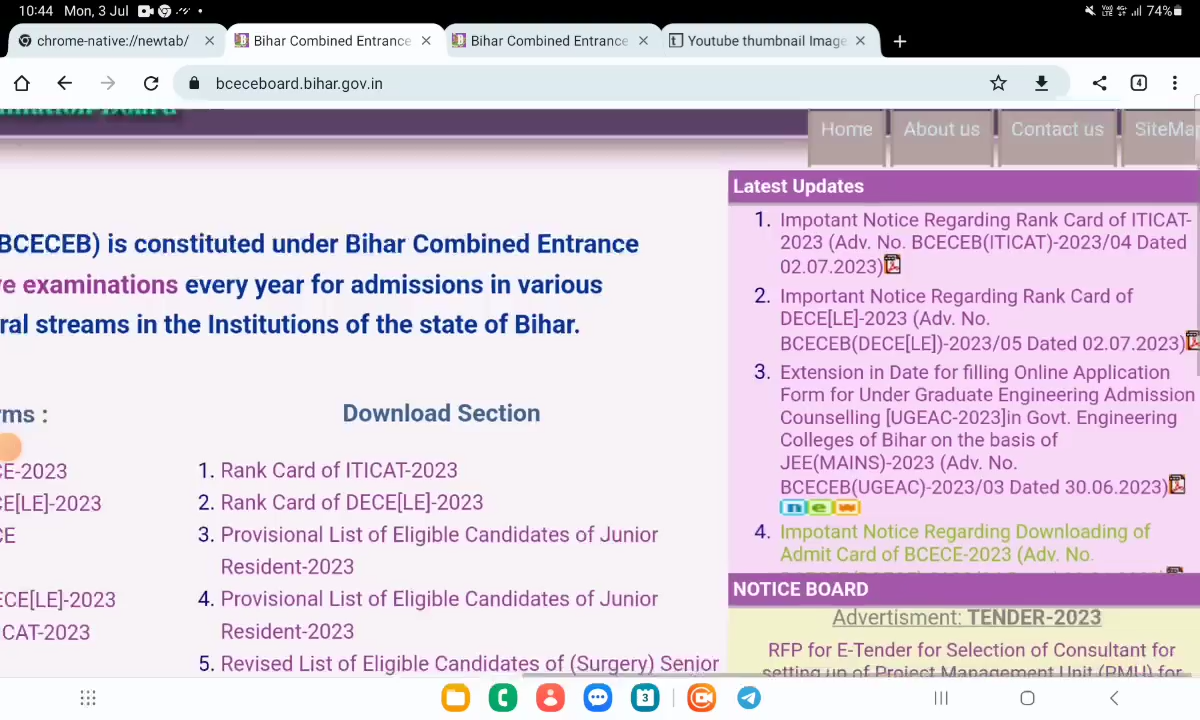 10:44 Mon, 3 Jul
74%
chrome-native://newtab/
Bihar Combined Entrance
Bihar Combined Entrance
Youtube thumbnail Image
bceceboard.bihar.gov.in
4
Home
About us
Contact us
SiteMa
Latest Updates
1. Impotant Notice Regarding Rank Card of ITICAT-
2023 (Adv. No. BCECEB(ITICAT)-2023/04 Dated
02.07.2023)
2. Important Notice Regarding Rank Card of
DECE[LE]-2023 (Adv. No.
BCECEB(DECE[LE])-2023/05 Dated 02.07.2023)
3. Extension in Date for filling Online Application
Form for Under Graduate Engineering Admission
Counselling [UGEAC-2023]in Govt. Engineering
Colleges of Bihar on the basis of
JEE(MAINS)-2023 (Adv. No.
BCECEB(UGEAC)-2023/03 Dated 30.06.2023)
new
4. Impotant Notice Regarding Downloading of
Admit Card of BCECE-2023 (Adv. No.
NOTICE BOARD
Advertisment: TENDER-2023
RFP for E-Tender for Selection of Consultant for
setting up of Project Management Unit (PMU) for
BCECEB) is constituted under Bihar Combined Entrance
ve examinations every year for admissions in various
ral streams in the Institutions of the state of Bihar.
rms :
CE-2023
CE[LE]-2023
CE
ECE[LE]-2023
CAT-2023
Download Section
1. Rank Card of ITICAT-2023
2. Rank Card of DECE[LE]-2023
3. Provisional List of Eligible Candidates of Junior
Resident-2023
4. Provisional List of Eligible Candidates of Junior
Resident-2023
5. Revised List of Eligible Candidates of (Surgery) Senior
3